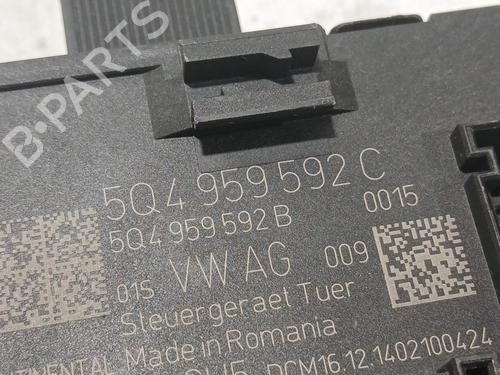 B-PARTS
5Q4 959 592 C
5Q4 959 592 B 0015
01S VW AG 009
Steuergeraet Tuer
Made in Romania
DCM16.12.1402100424